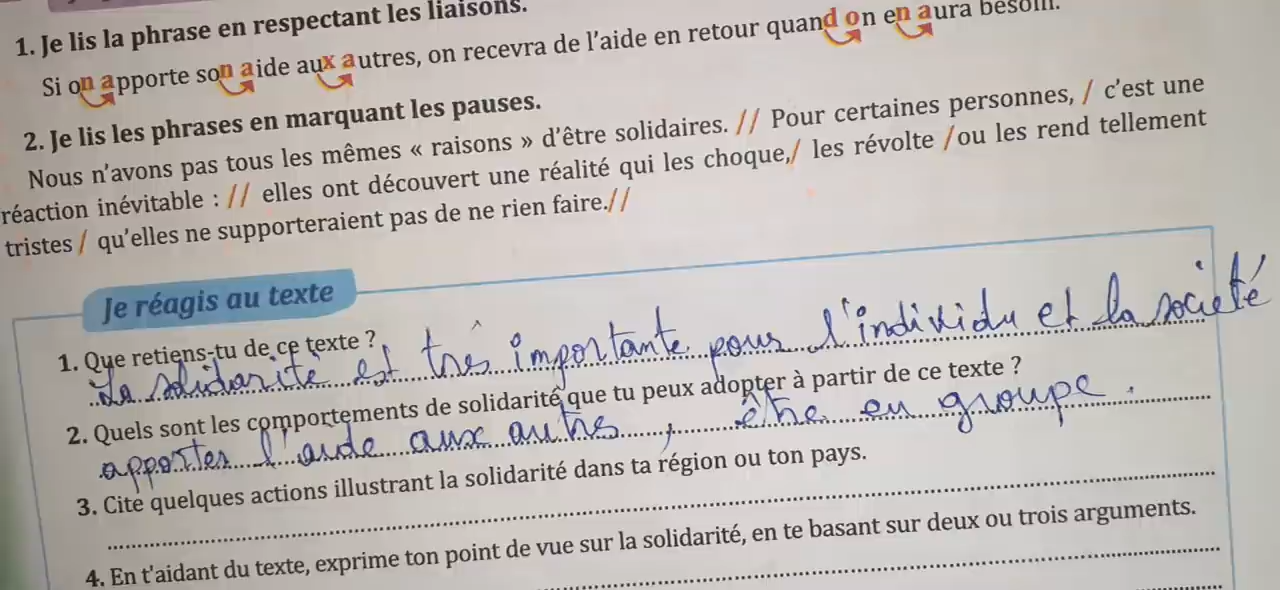 1. Je lis la phrase en respectant les liaisons.
Si on apporte son aide aux autres, on recevra de l'aide en retour quand on en aura besoin.
2. Je lis les phrases en marquant les pauses.
Nous n'avons pas tous les mêmes « raisons » d'être solidaires. // Pour certaines personnes, / c'est une
réaction inévitable : // elles ont découvert une réalité qui les choque,/ les révolte /ou les rend tellement
tristes / qu'elles ne supporteraient pas de ne rien faire.//
Je réagis au texte
1. Que retiens-tu de ce texte ?
La solidarité est très importante pour l'individu et la société
2. Quels sont les comportements de solidarité que tu peux adopter à partir de ce texte ?
apporter l'aide aux autres, être en groupe.
3. Cite quelques actions illustrant la solidarité dans ta région ou ton pays.
4. En t'aidant du texte, exprime ton point de vue sur la solidarité, en te basant sur deux ou trois arguments.